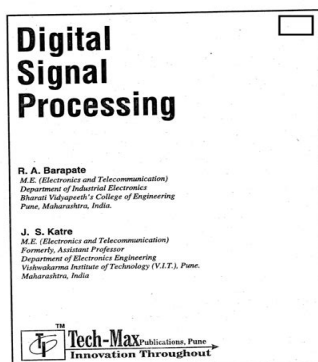 Digital
Signal
Processing
R. A. Barapate
M.E. (Electronics and Telecommunication)
Department of Industrial Electronics
Bharati Vidyapeeth's College of Engineering
Pune, Maharashtra, India.
J. S. Katre
M.E. (Electronics and Telecommunication)
Formerly, Assistant Professor
Department of Electronics Engineering
Vishwakarma Institute of Technology (V.I.T.), Pune.
Maharashtra, India
TM
Tech-Max Publications, Pune
Innovation Throughout